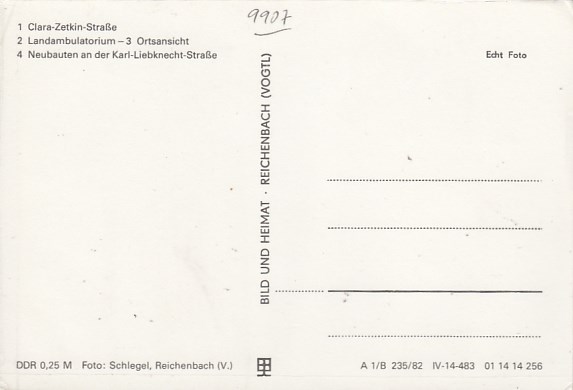 9907
1 Clara-Zetkin-Straße
2 Landambulatorium – 3 Ortsansicht
4 Neubauten an der Karl-Liebknecht-Straße
Echt Foto
BILD UND HEIMAT · REICHENBACH (VOGTL)
DDR 0,25 M Foto: Schlegel, Reichenbach (V.)
A 1/B 235/82 IV-14-483 01 14 14 256